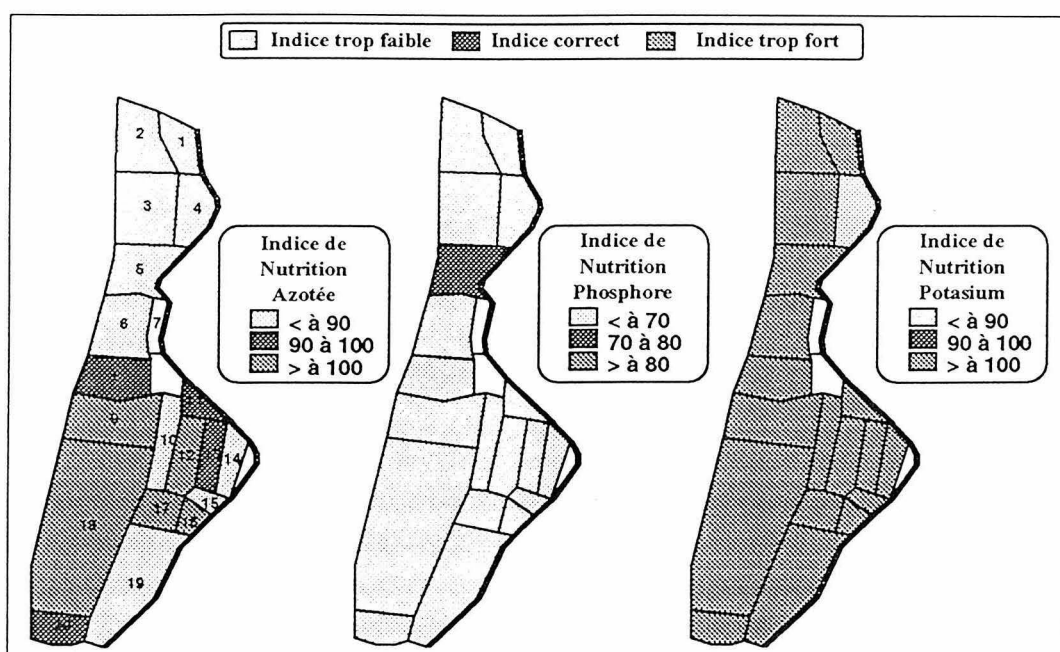 Indice trop faible Indice correct Indice trop fort
2
1
3
4
5
6
7
9
10
12
14
15
17
15
18
19
Indice de
Nutrition
Azotée
< à 90
90 à 100
> à 100
Indice de
Nutrition
Phosphore
< à 70
70 à 80
> à 80
Indice de
Nutrition
Potasium
< à 90
90 à 100
> à 100